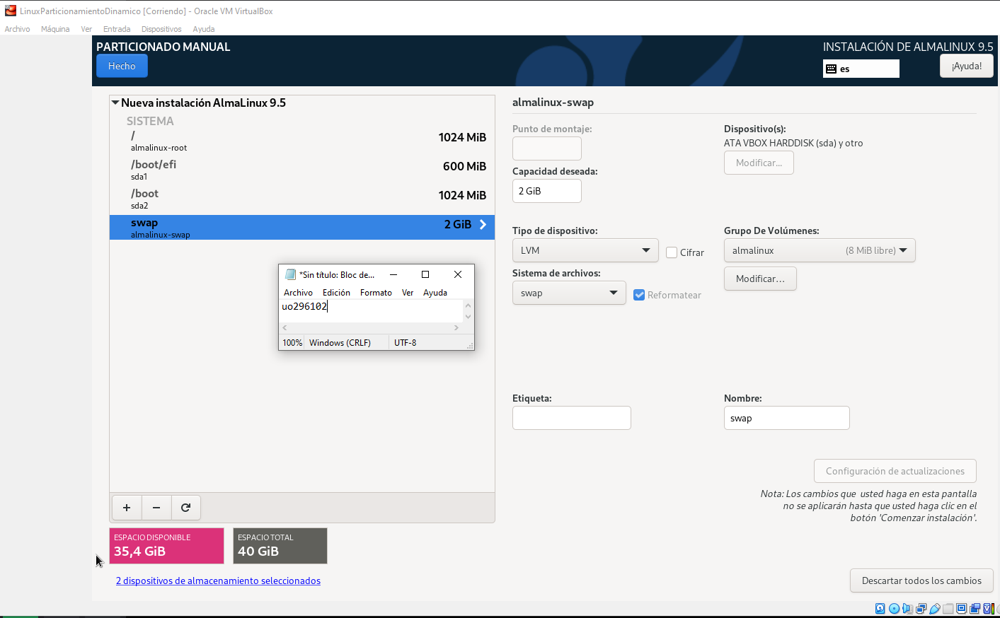 LinuxParticionamientoDinamico [Corriendo] - Oracle VM VirtualBox
Archivo Máquina Ver Entrada Dispositivos Ayuda
PARTICIONADO MANUAL
INSTALACIÓN DE ALMALINUX 9.5
Hecho
es
¡Ayuda!
Nueva instalación AlmaLinux 9.5
SISTEMA
/
almalinux-root
1024 MiB
/boot/efi
sda1
600 MiB
/boot
sda2
1024 MiB
swap
almalinux-swap
2 GiB
*Sin título: Bloc de...
Archivo Edición Formato Ver Ayuda
uo296102
100% Windows (CRLF) UTF-8
+ −
ESPACIO DISPONIBLE
35,4 GiB
ESPACIO TOTAL
40 GiB
2 dispositivos de almacenamiento seleccionados
almalinux-swap
Punto de montaje:
Capacidad deseada:
2 GiB
Dispositivo(s):
ATA VBOX HARDDISK (sda) y otro
Modificar...
Tipo de dispositivo:
LVM
Cifrar
Sistema de archivos:
swap
Reformatear
Grupo De Volúmenes:
almalinux (8 MiB libre)
Modificar...
Etiqueta:
Nombre:
swap
Configuración de actualizaciones
Nota: Los cambios que usted haga en esta pantalla
no se aplicarán hasta que usted haga clic en el
botón 'Comenzar instalación'.
Descartar todos los cambios